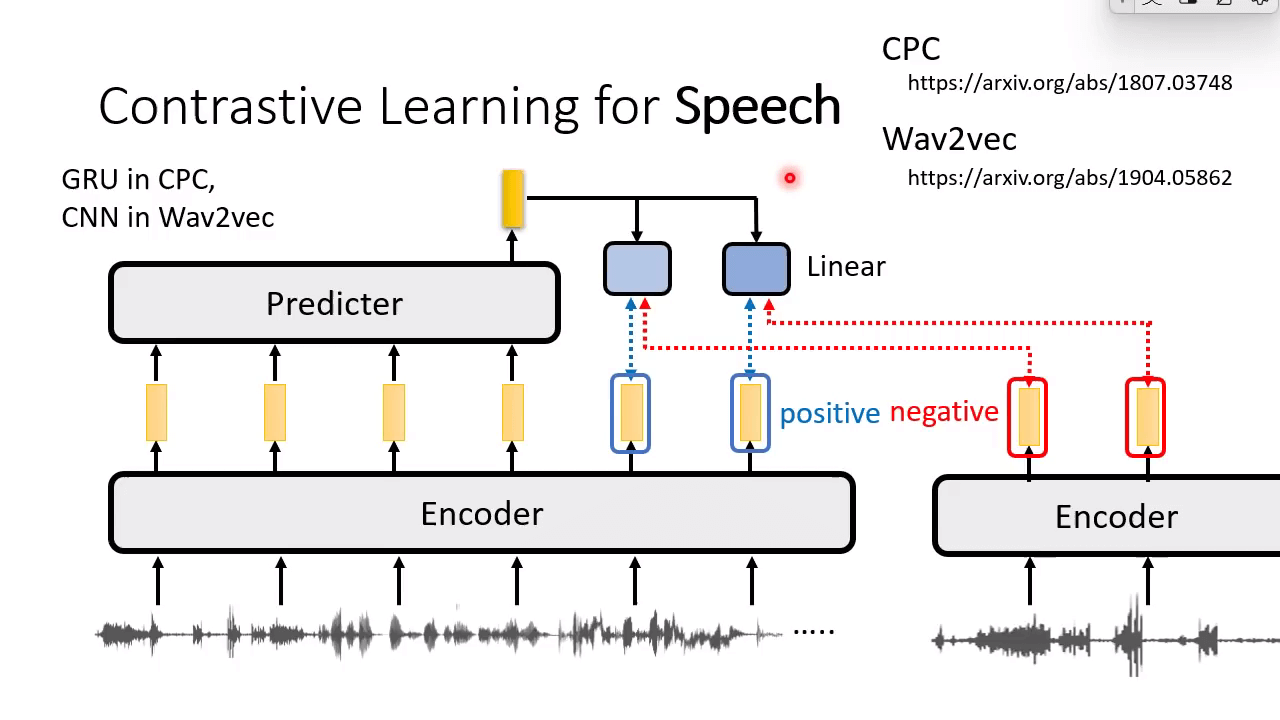 CPC
https://arxiv.org/abs/1807.03748
Contrastive Learning for Speech
Wav2vec
https://arxiv.org/abs/1904.05862
GRU in CPC,
CNN in Wav2vec
Linear
Predicter
positive
negative
Encoder
Encoder
.....